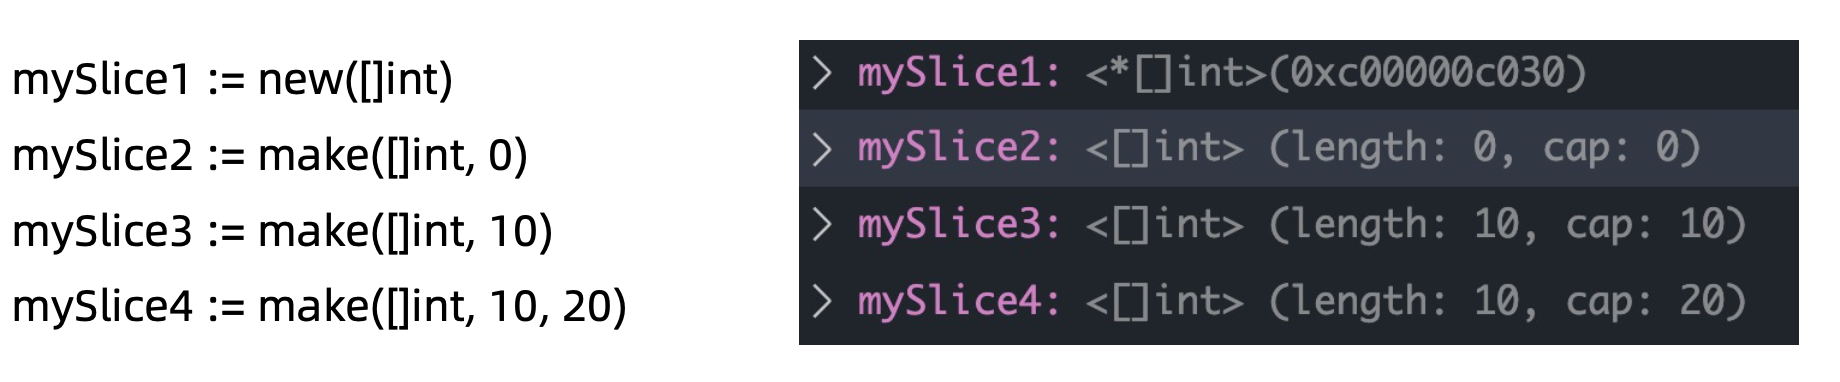 mySlice1 := new([]int)
mySlice2 := make([]int, 0)
mySlice3 := make([]int, 10)
mySlice4 := make([]int, 10, 20)
> mySlice1: <*[]int>(0xc00000c030)
> mySlice2: <[]int> (length: 0, cap: 0)
> mySlice3: <[]int> (length: 10, cap: 10)
> mySlice4: <[]int> (length: 10, cap: 20)